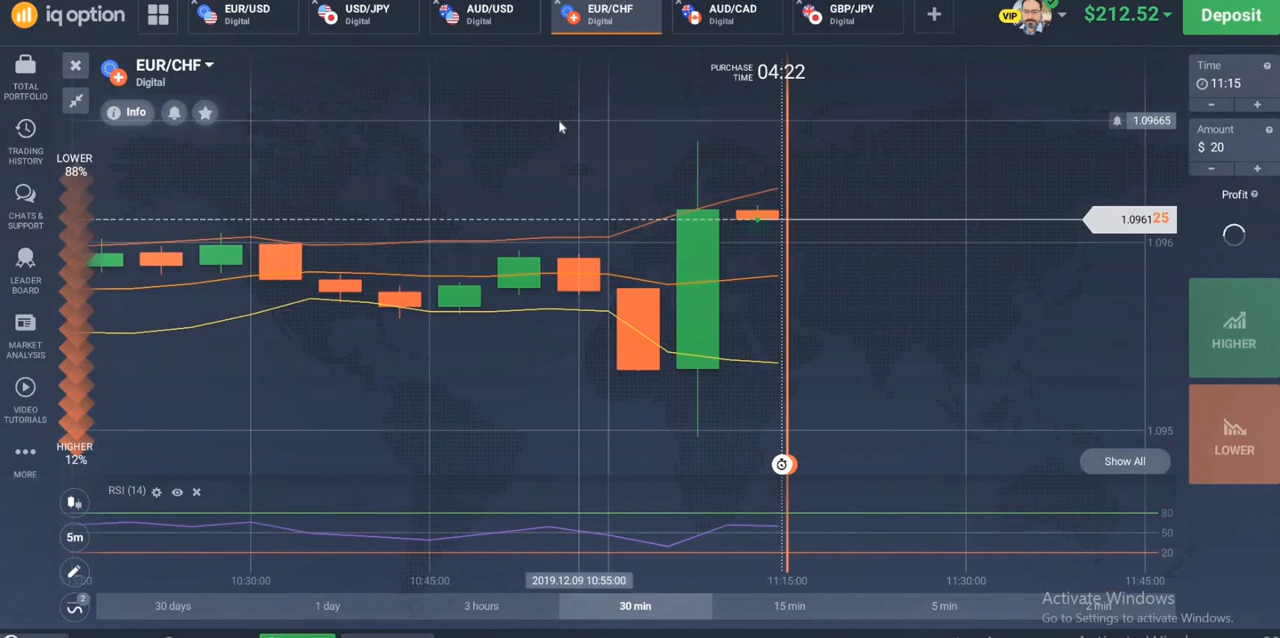 iq option
EUR/USD
Digital
USD/JPY
Digital
AUD/USD
Digital
EUR/CHF
Digital
AUD/CAD
Digital
GBP/JPY
Digital
VIP
$212.52
Deposit
TOTAL
PORTFOLIO
TRADING
HISTORY
CHATS &
SUPPORT
LEADER
BOARD
MARKET
ANALYSIS
VIDEO
TUTORIALS
MORE
EUR/CHF
Digital
Info
LOWER
88%
HIGHER
12%
PURCHASE
TIME
04:22
1.09665
1.096125
1.096
1.095
Show All
Time
11:15
-
+
Amount
$ 20
-
+
Profit
HIGHER
LOWER
RSI (14)
80
50
20
5m
2
10:30:00
10:45:00
2019.12.09 10:55:00
11:15:00
11:30:00
11:45:00
30 days
1 day
3 hours
30 min
15 min
5 min
2 min
Activate Windows
Go to Settings to activate Windows.